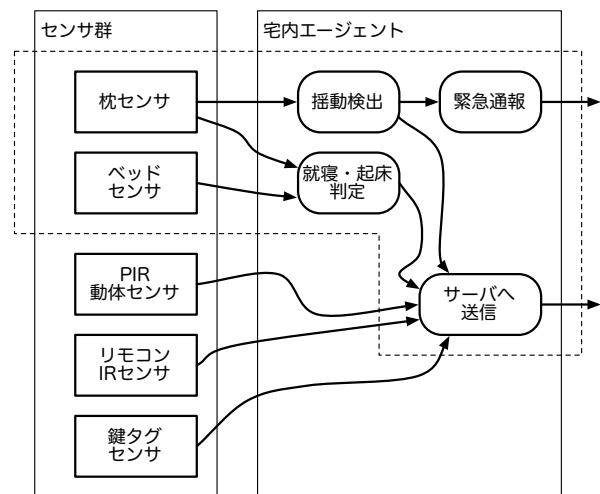 センサ群
宅内エージェント
枕センサ
揺動検出
緊急通報
ベッド
センサ
就寝・起床
判定
PIR
動体センサ
サーバへ
送信
リモコン
IRセンサ
鍵タグ
センサ